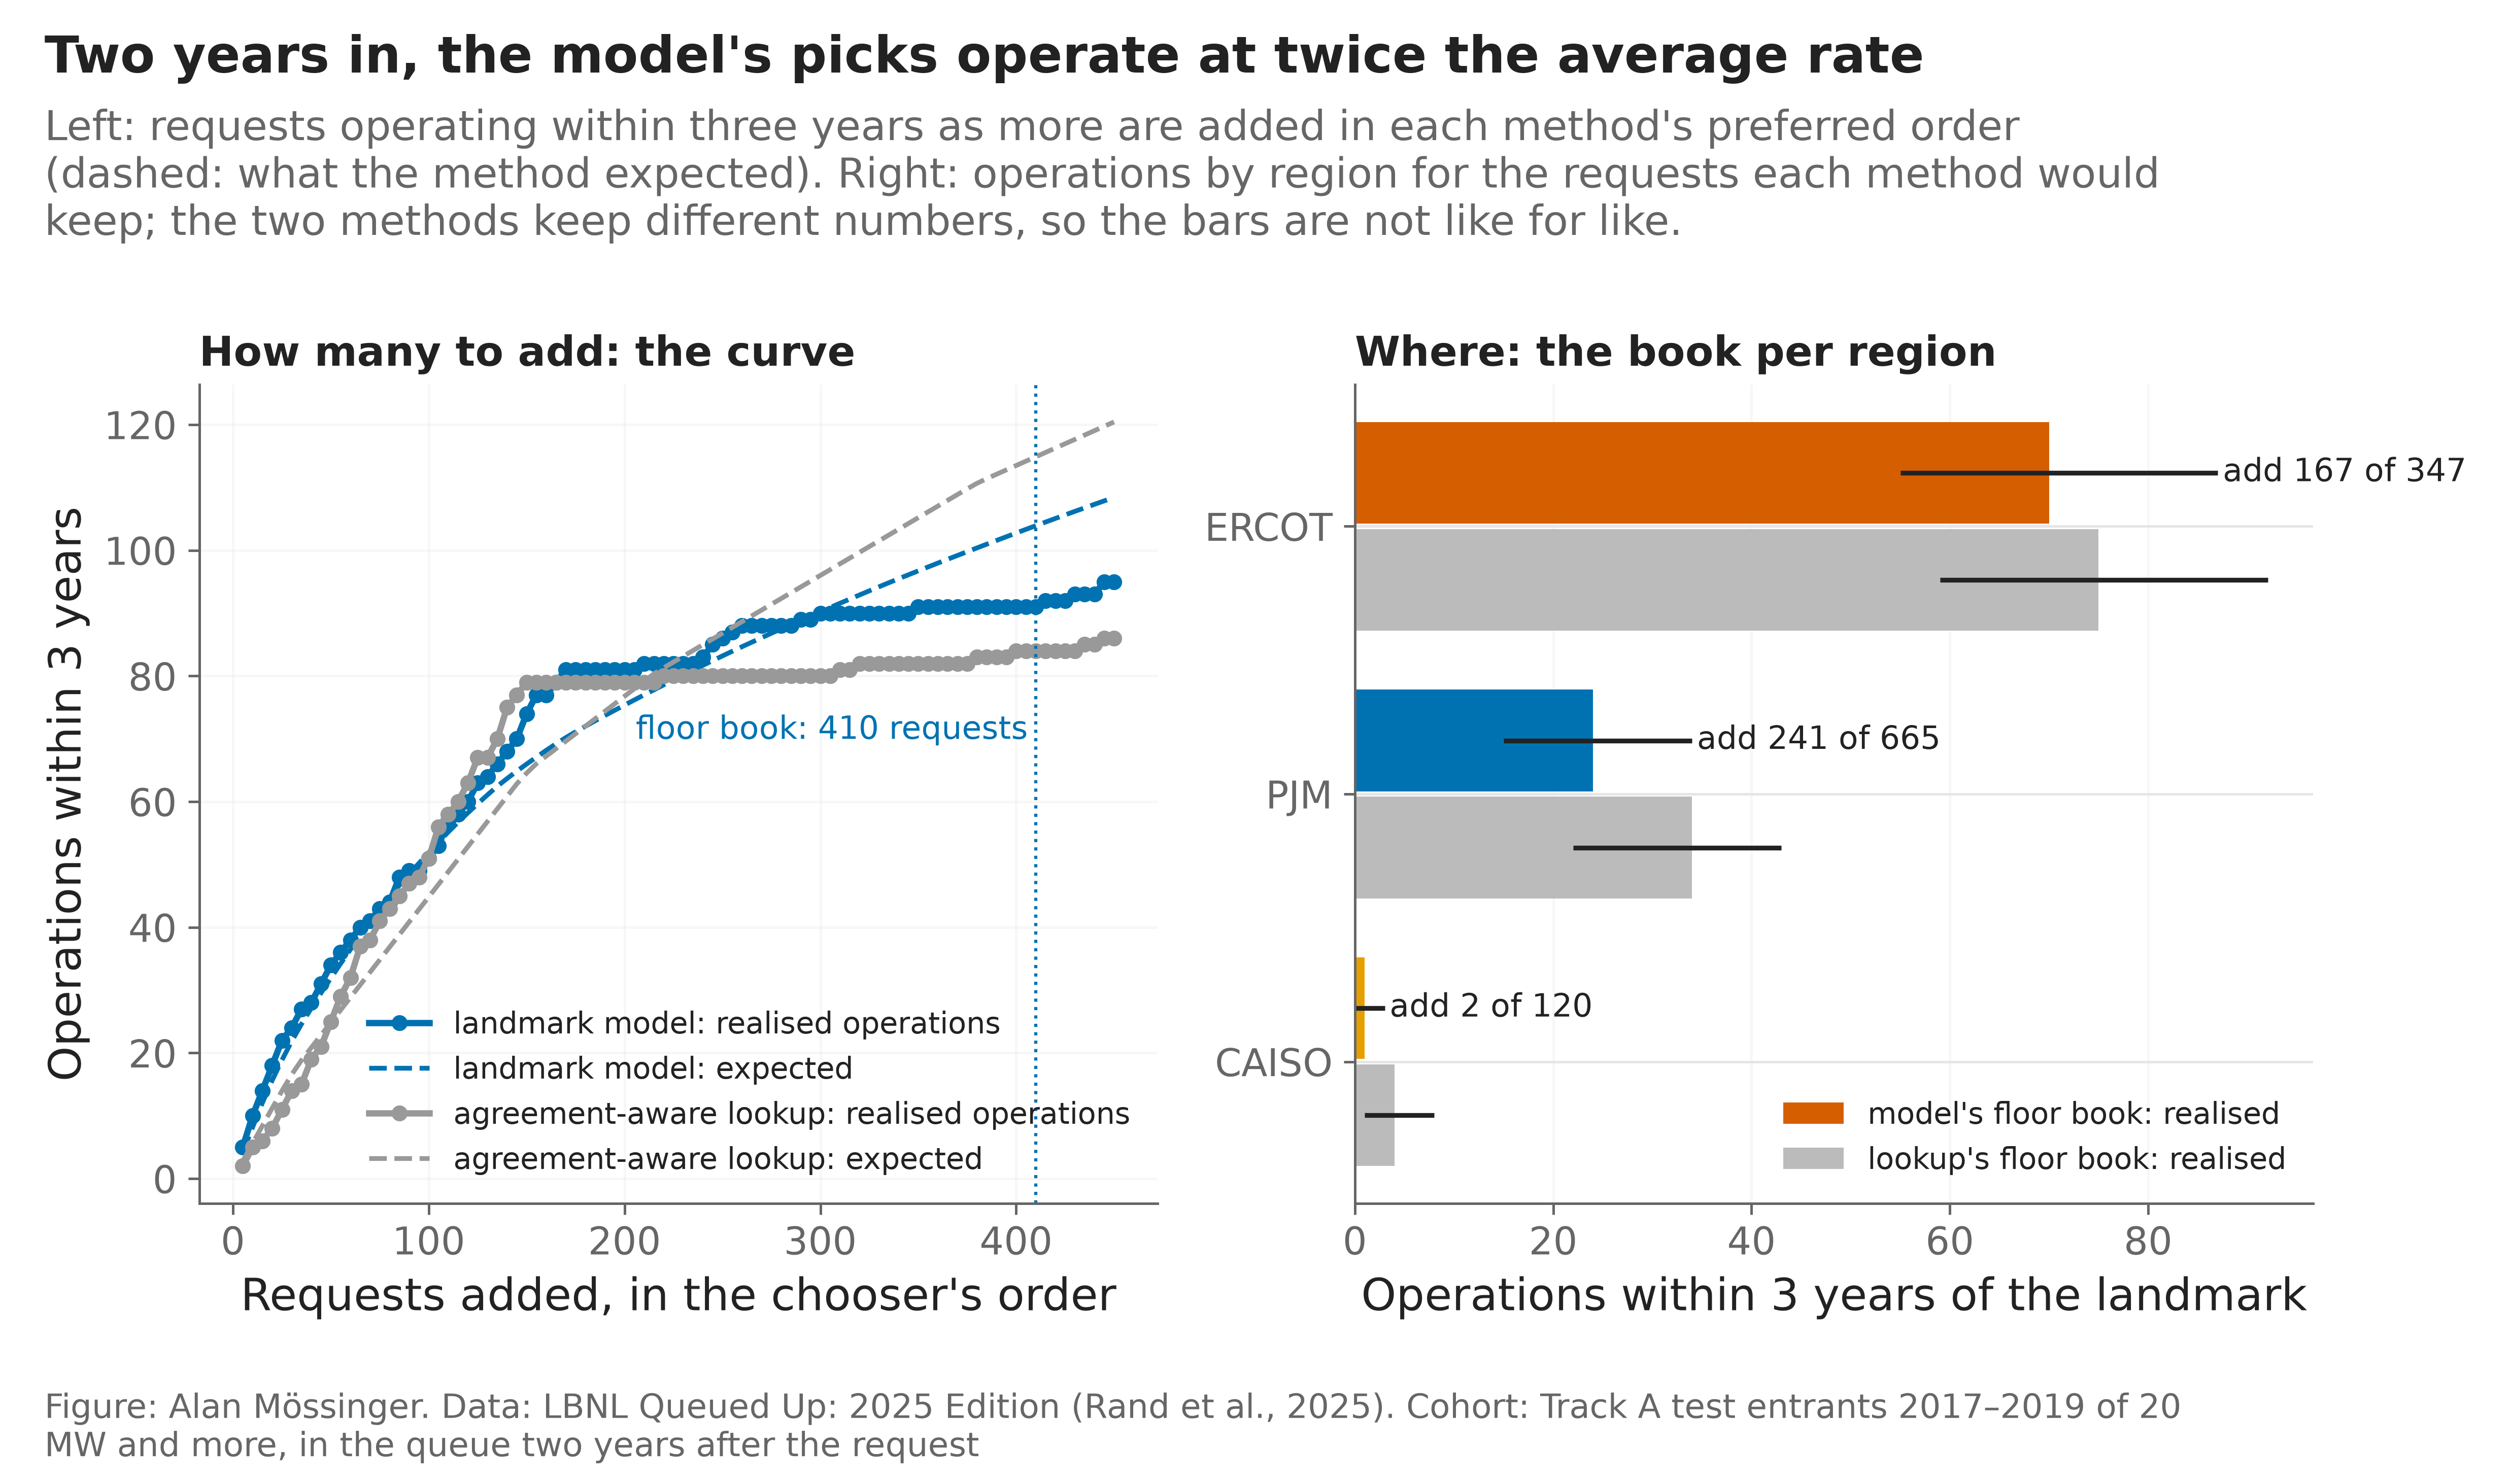 Two years in, the model's picks operate at twice the average rate
Left: requests operating within three years as more are added in each method's preferred order
(dashed: what the method expected). Right: operations by region for the requests each method would
keep; the two methods keep different numbers, so the bars are not like for like.
How many to add: the curve
Operations within 3 years
120
100
80
60
40
20
0
floor book: 410 requests
landmark model: realised operations
landmark model: expected
agreement-aware lookup: realised operations
agreement-aware lookup: expected
0 100 200 300 400
Requests added, in the chooser's order
Where: the book per region
ERCOT
add 167 of 347
PJM
add 241 of 665
CAISO
add 2 of 120
model's floor book: realised
lookup's floor book: realised
0 20 40 60 80
Operations within 3 years of the landmark
Figure: Alan Mössinger. Data: LBNL Queued Up: 2025 Edition (Rand et al., 2025). Cohort: Track A test entrants 2017–2019 of 20
MW and more, in the queue two years after the request